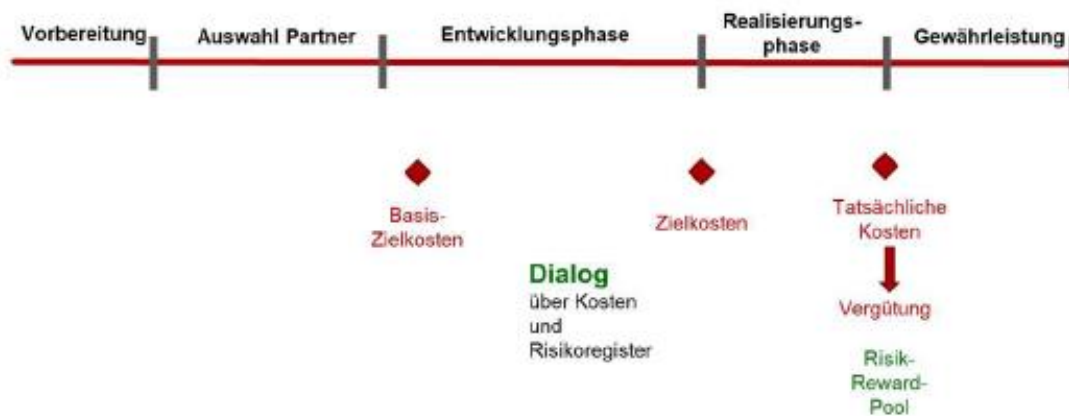 Vorbereitung
Auswahl Partner
Entwicklungsphase
Realisierungs-
phase
Gewährleistung
Basis-
Zielkosten
Zielkosten
Tatsächliche
Kosten
Dialog
über Kosten
und
Risikoregister
Vergütung
Risik-
Reward-
Pool